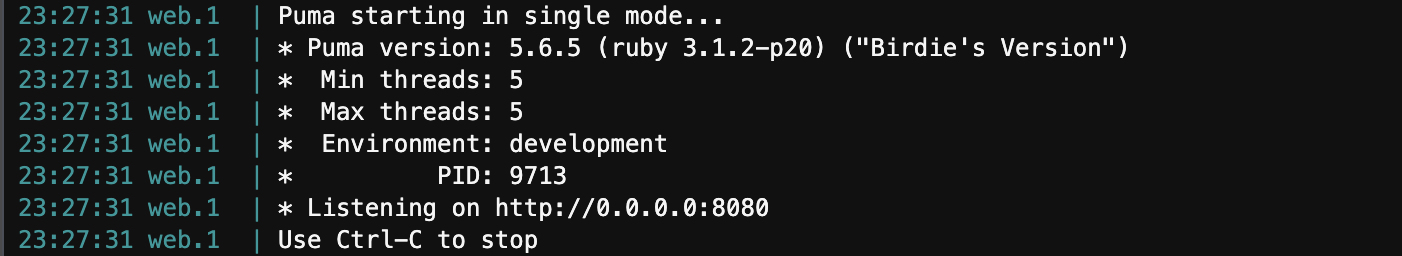 23:27:31 web.1  | Puma starting in single mode...
23:27:31 web.1  | * Puma version: 5.6.5 (ruby 3.1.2-p20) ("Birdie's Version")
23:27:31 web.1  | *  Min threads: 5
23:27:31 web.1  | *  Max threads: 5
23:27:31 web.1  | *  Environment: development
23:27:31 web.1  | *          PID: 9713
23:27:31 web.1  | * Listening on http://0.0.0.0:8080
23:27:31 web.1  | Use Ctrl-C to stop